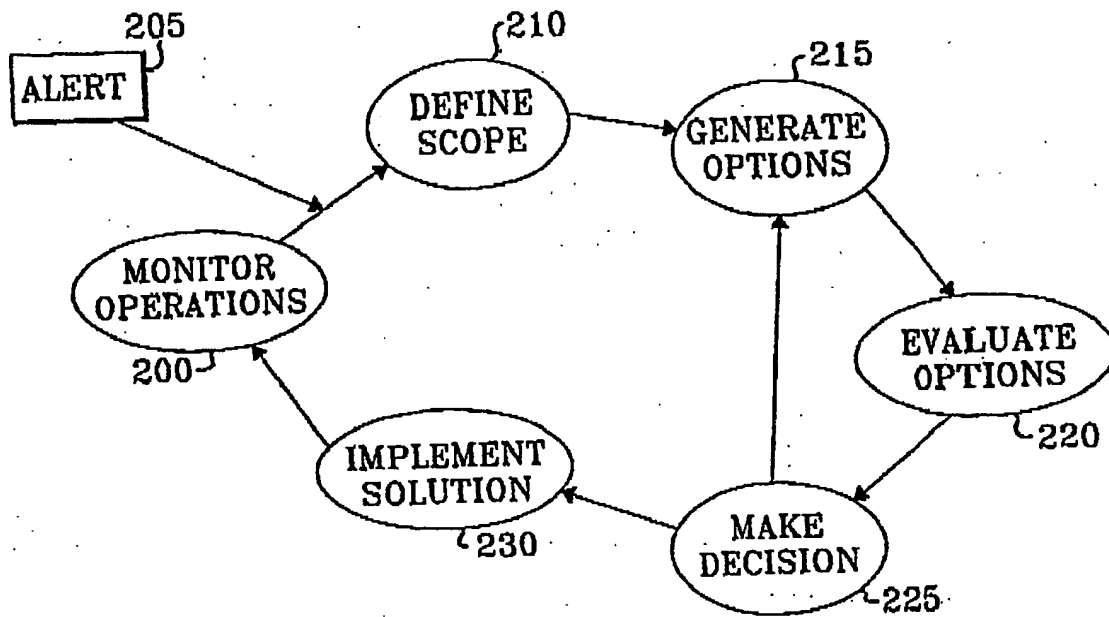 205
ALERT
210
DEFINE
SCOPE
215
GENERATE
OPTIONS
MONITOR
OPERATIONS
200
EVALUATE
OPTIONS
220
IMPLEMENT
SOLUTION
230
MAKE
DECISION
225